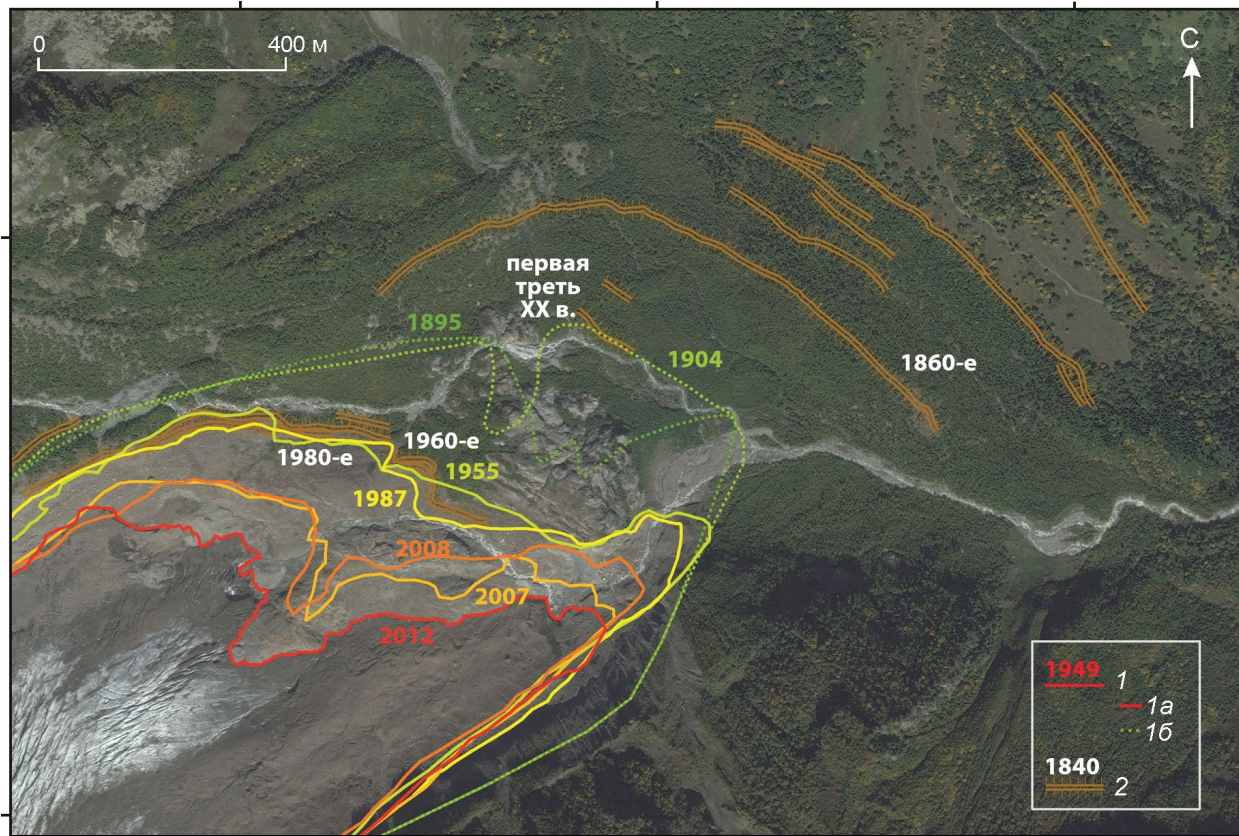 0
400 м
С
первая
треть
XX в.
1895
1904
1860-е
1960-е
1980-е
1955
1987
2008
2007
2012
1949
1
1а
1б
1840
2